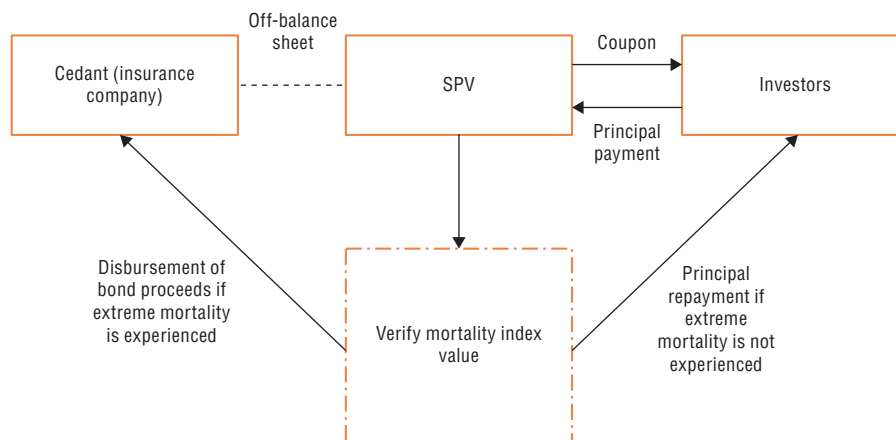 Off-balance
sheet
Cedant (insurance
company)
SPV
Coupon
Principal
payment
Investors
Disbursement of
bond proceeds if
extreme mortality
is experienced
Verify mortality index
value
Principal
repayment if
extreme
mortality is not
experienced